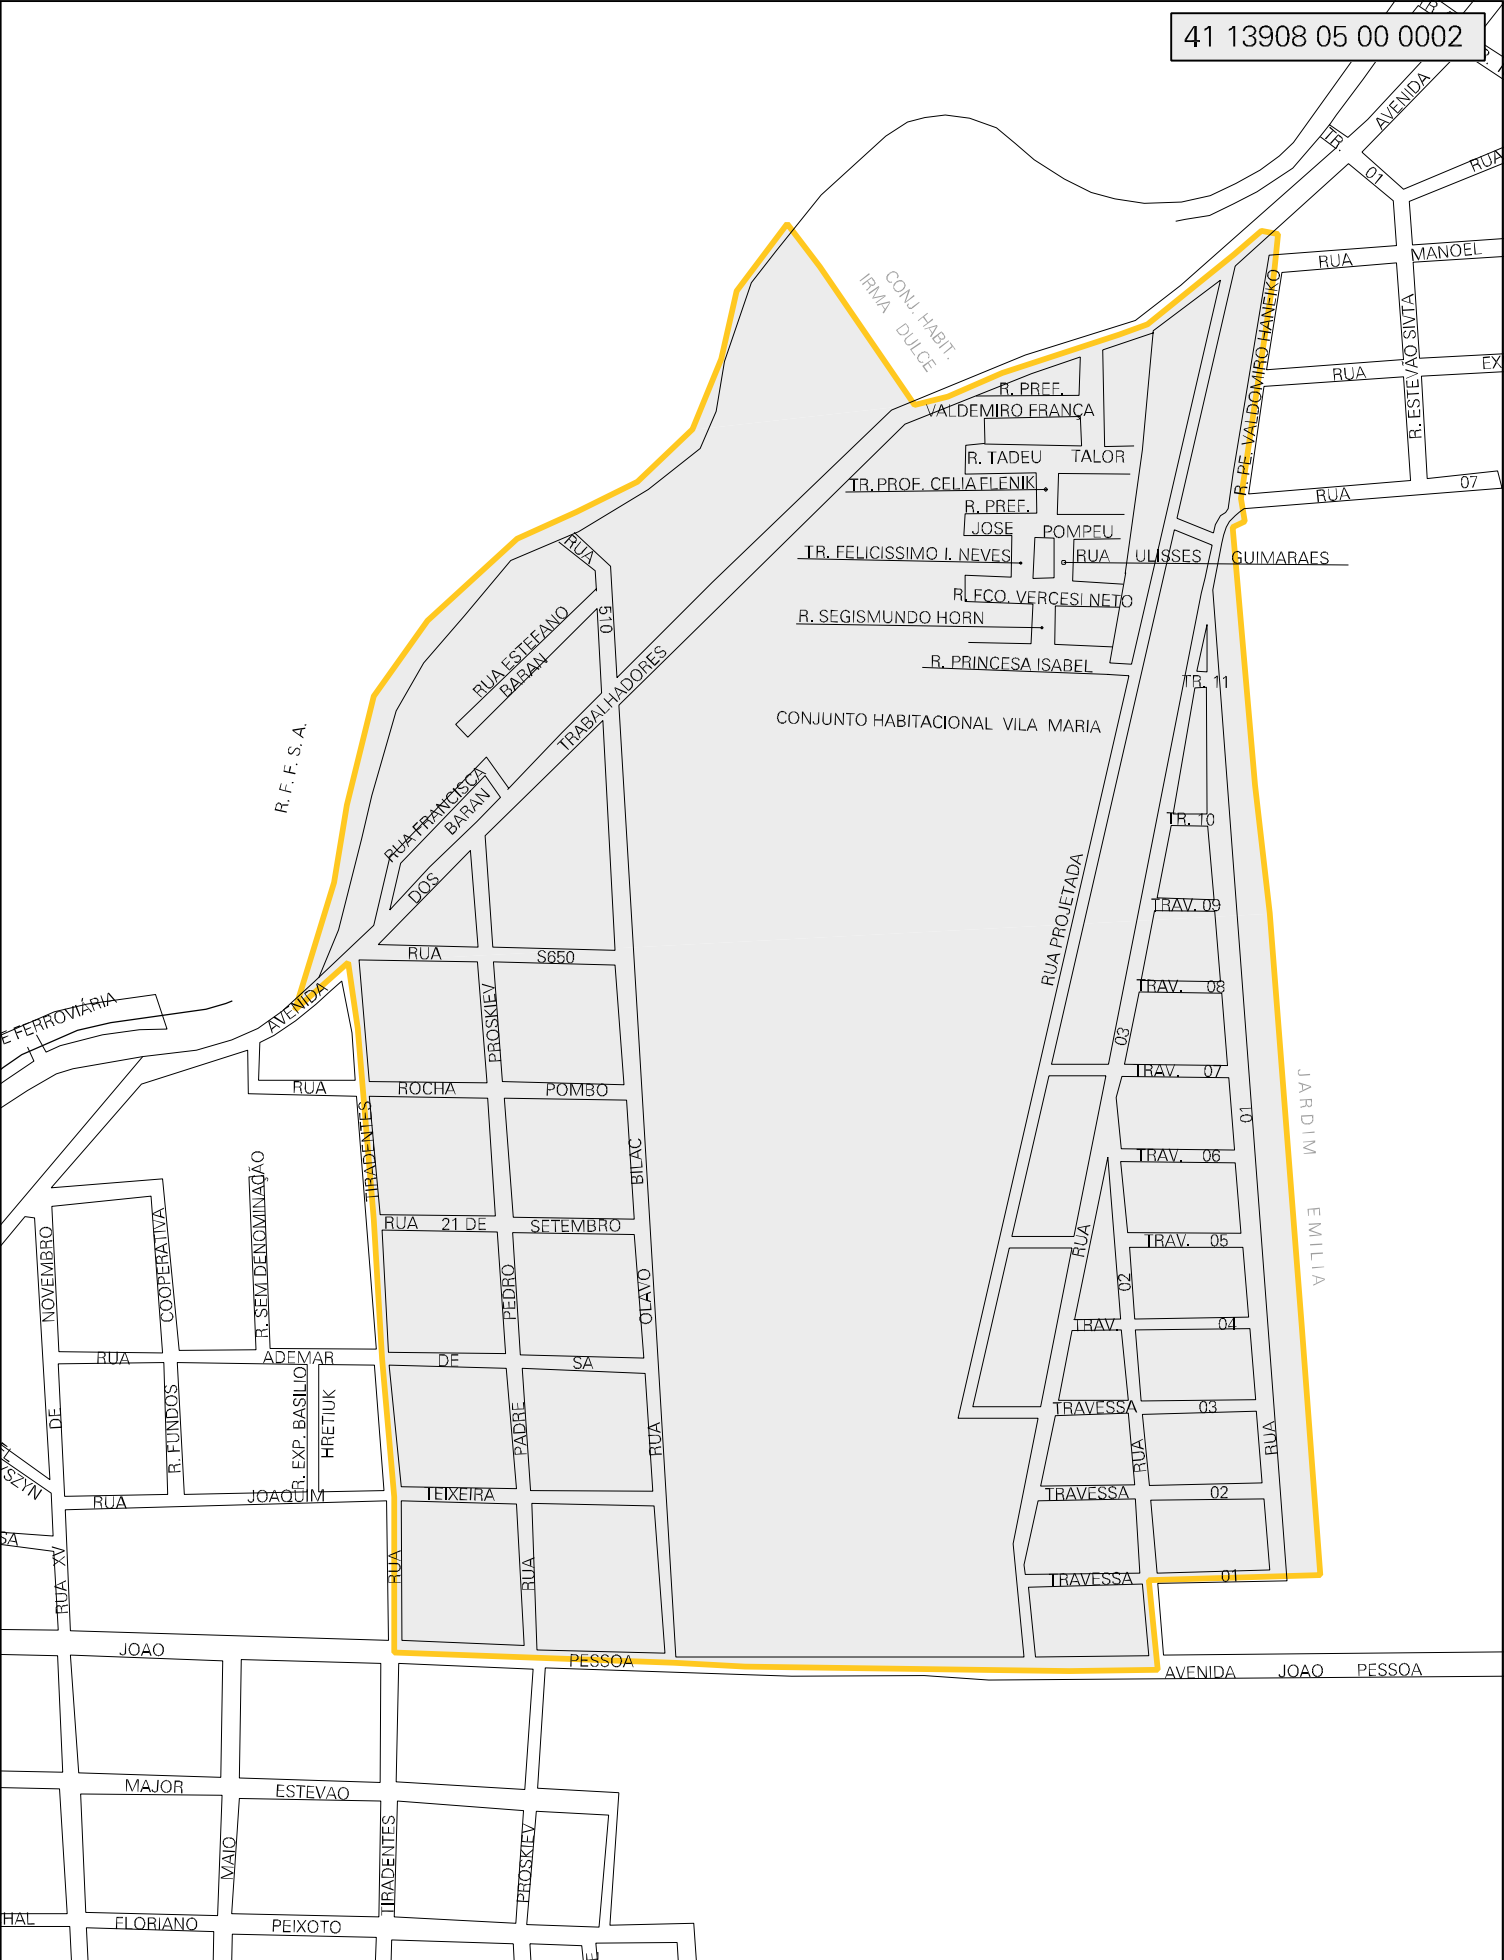 41 13908 05 00 0002
AVENIDA
TR.
01
RUA
RUA MANOEL
R. ESTEVÃO SIVTA
RUA EX
RUA 07
R. PE. VALDOMIRO HANEIKO
CONJ. HABIT.
IRMA DULCE
R. PREF.
VALDEMIRO FRANÇA
R. TADEU TALOR
TR. PROF. CELIA FLENIK
R. PREF.
JOSE POMPEU
TR. FELICISSIMO I. NEVES
RUA ULISSES GUIMARAES
R. FCO. VERCESI NETO
R. SEGISMUNDO HORN
R. PRINCESA ISABEL
CONJUNTO HABITACIONAL VILA MARIA
RUA
510
RUA ESTEFANO
BARAN
TRABALHADORES
RUA FRANCISCA
BARAN
DOS
AVENIDA
R. F. F. S. A.
E FERROVIÁRIA
TR. 11
TR. 10
TRAV. 09
TRAV. 08
TRAV. 07
TRAV. 06
TRAV. 05
TRAV. 04
TRAVESSA 03
TRAVESSA 02
TRAVESSA 01
RUA PROJETADA
03
RUA
02
RUA
01
RUA
JARDIM EMILIA
RUA S650
PROSKIEV
RUA ROCHA POMBO
TIRADENTES
BILAC
RUA 21 DE SETEMBRO
PEDRO
OLAVO
R. SEM DENOMINAÇÃO
COOPERATIVA
NOVEMBRO
RUA ADEMAR DE SA
R. EXP. BASILIO
HRETIUK
R. FUNDOS
DE
PADRE
RUA
SZYN
RUA JOAQUIM TEIXEIRA
SA
RUA XV
RUA
RUA
JOAO PESSOA
AVENIDA JOAO PESSOA
MAJOR ESTEVAO
MAIO
TIRADENTES
PROSKIEV
HAL FLORIANO PEIXOTO